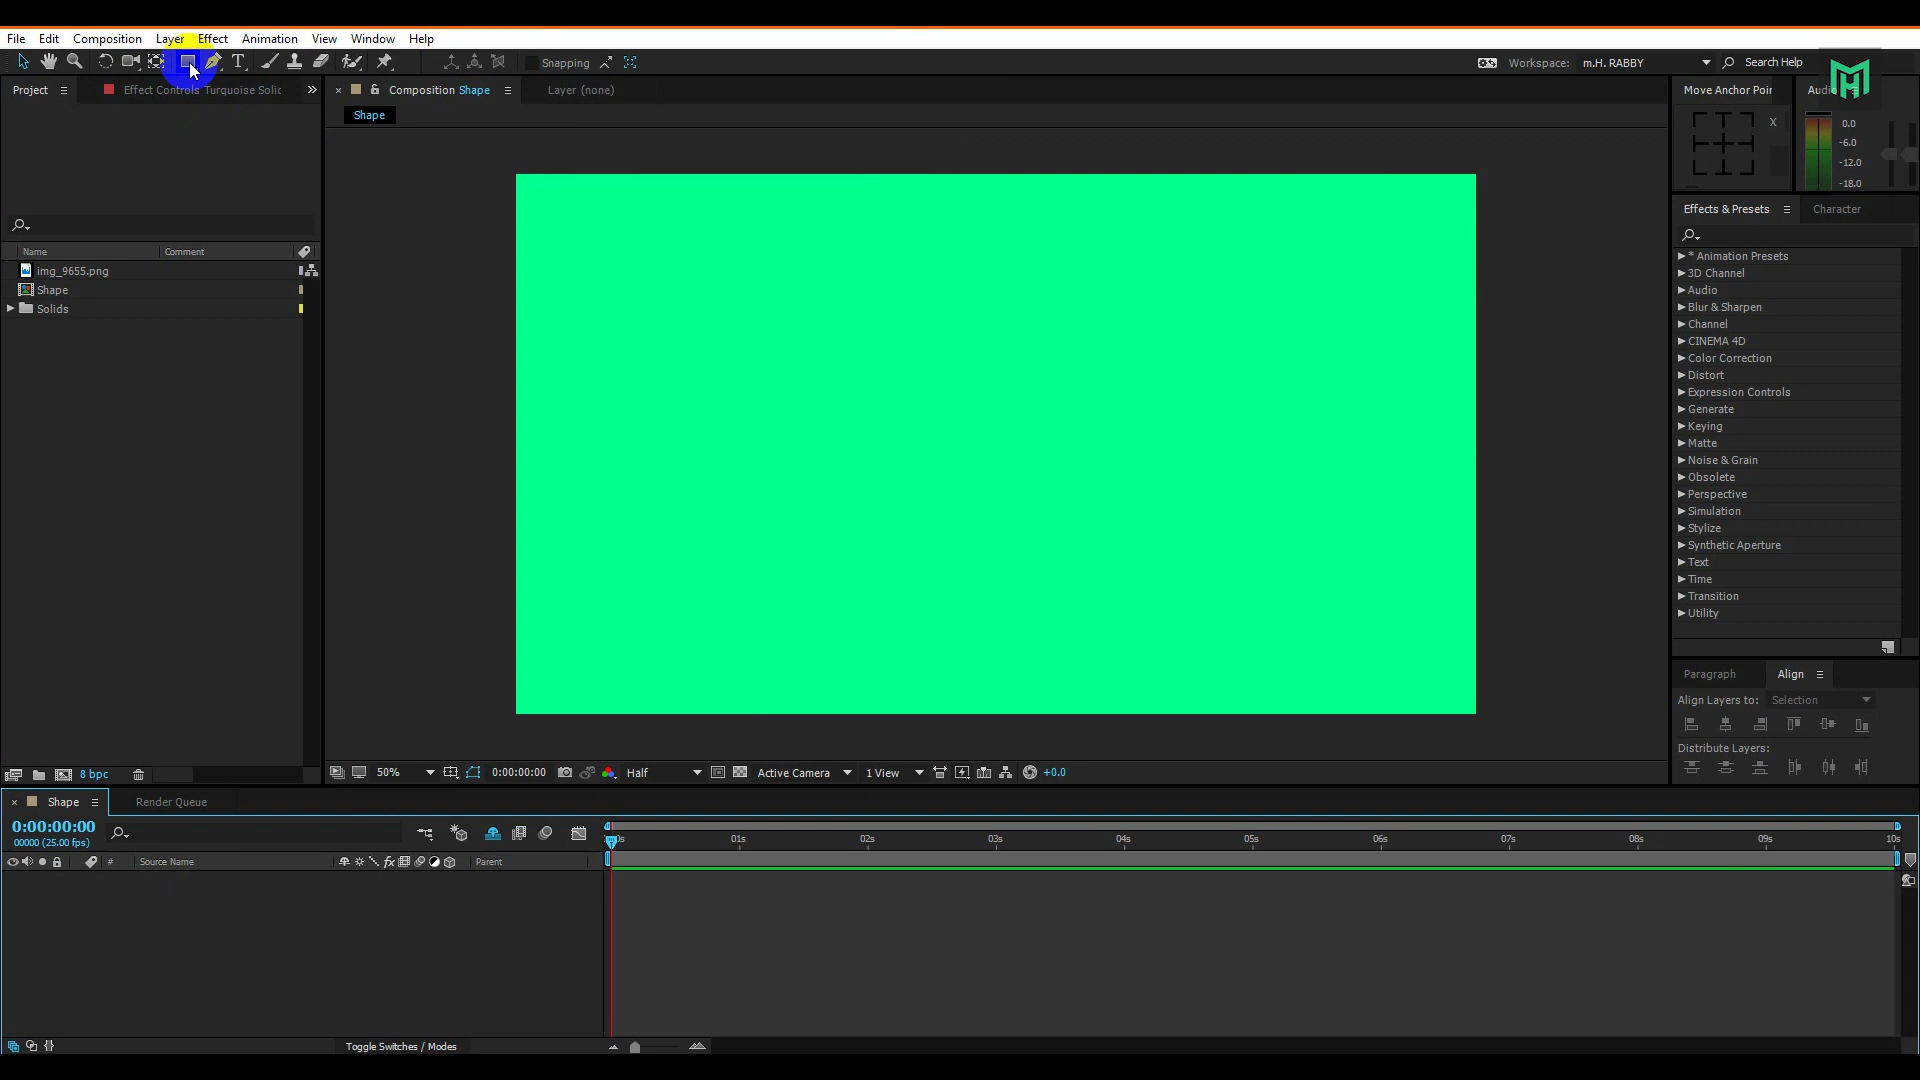 File Edit Composition Layer Effect Animation View Window Help
Snapping
Workspace: m.H. RABBY
Search Help
Project
Effect Controls Turquoise Solid
Composition Shape
Layer (none)
Shape
Name
Comment
img_9655.png
Shape
Solids
8 bpc
50%
0:00:00:00
Half
Active Camera
1 View
+0.0
Move Anchor Poin
X
Audi
0.0
-6.0
-12.0
-18.0
Effects & Presets
Character
* Animation Presets
3D Channel
Audio
Blur & Sharpen
Channel
CINEMA 4D
Color Correction
Distort
Expression Controls
Generate
Keying
Matte
Noise & Grain
Obsolete
Perspective
Simulation
Stylize
Synthetic Aperture
Text
Time
Transition
Utility
Paragraph
Align
Align Layers to: Selection
Distribute Layers:
Shape
Render Queue
0:00:00:00
00000 (25.00 fps)
0s 01s 02s 03s 04s 05s 06s 07s 08s 09s 10s
# Source Name
Parent
Toggle Switches / Modes